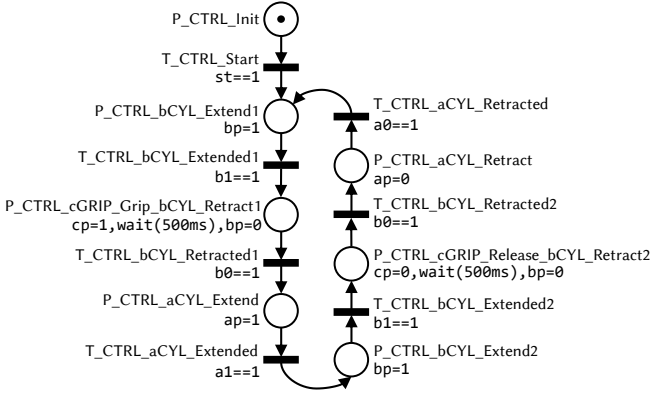 P_CTRL_Init
T_CTRL_Start
st==1
P_CTRL_bCYL_Extend1
bp=1
T_CTRL_bCYL_Extended1
b1==1
P_CTRL_cGRIP_Grip_bCYL_Retract1
cp=1,wait(500ms),bp=0
T_CTRL_bCYL_Retracted1
b0==1
P_CTRL_aCYL_Extend
ap=1
T_CTRL_aCYL_Extended
a1==1
T_CTRL_aCYL_Retracted
a0==1
P_CTRL_aCYL_Retract
ap=0
T_CTRL_bCYL_Retracted2
b0==1
P_CTRL_cGRIP_Release_bCYL_Retract2
cp=0,wait(500ms),bp=0
T_CTRL_bCYL_Extended2
b1==1
P_CTRL_bCYL_Extend2
bp=1